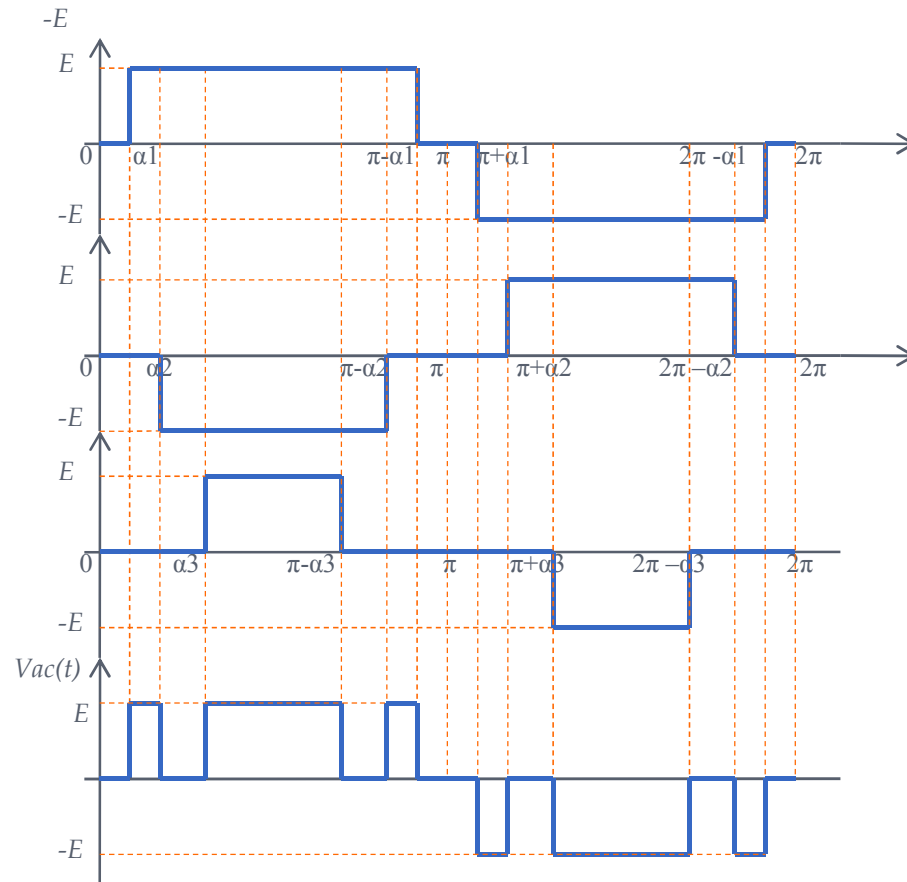 -E
E
0 α1 π-α1 π π+α1 2π -α1 2π
-E
E
0 α2 π-α2 π π+α2 2π –α2 2π
-E
E
0 α3 π-α3 π π+α3 2π –α3 2π
-E
Vac(t)
E
-E